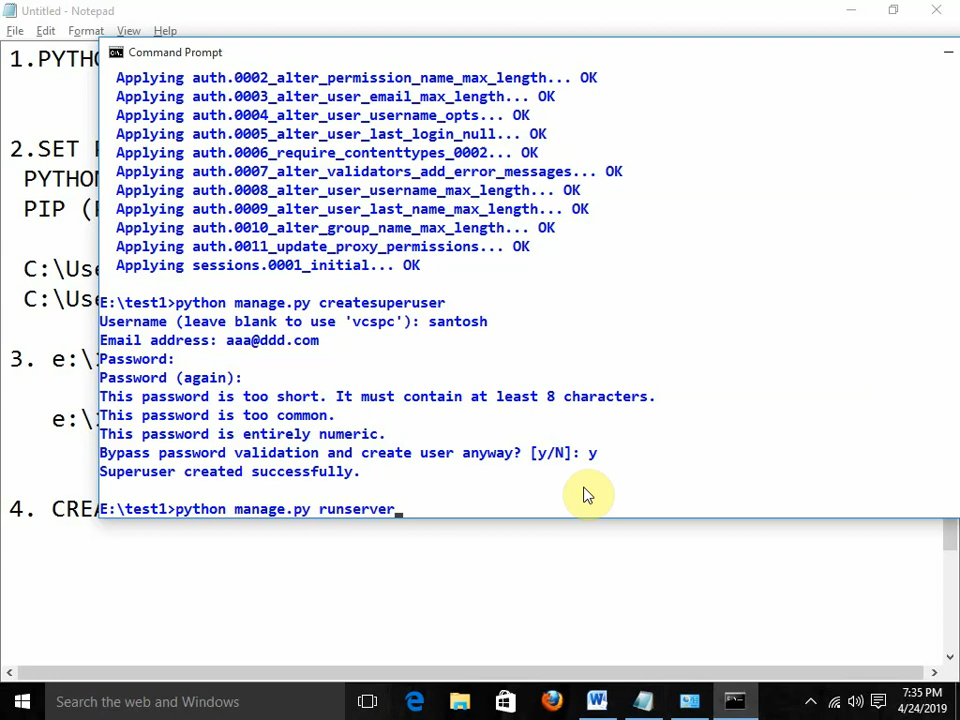 Untitled - Notepad
File Edit Format View Help
1.PYTHO
2.SET
PYTHON
PIP (
C:\Use
C:\Use
3. e:\
e:\
4. CREA
Command Prompt
Applying auth.0002_alter_permission_name_max_length... OK
Applying auth.0003_alter_user_email_max_length... OK
Applying auth.0004_alter_user_username_opts... OK
Applying auth.0005_alter_user_last_login_null... OK
Applying auth.0006_require_contenttypes_0002... OK
Applying auth.0007_alter_validators_add_error_messages... OK
Applying auth.0008_alter_user_username_max_length... OK
Applying auth.0009_alter_user_last_name_max_length... OK
Applying auth.0010_alter_group_name_max_length... OK
Applying auth.0011_update_proxy_permissions... OK
Applying sessions.0001_initial... OK
E:\test1>python manage.py createsuperuser
Username (leave blank to use 'vcspc'): santosh
Email address: aaa@ddd.com
Password:
Password (again):
This password is too short. It must contain at least 8 characters.
This password is too common.
This password is entirely numeric.
Bypass password validation and create user anyway? [y/N]: y
Superuser created successfully.
E:\test1>python manage.py runserver
Search the web and Windows
7:35 PM
4/24/2019